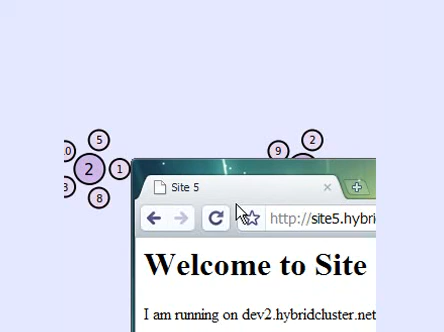 5
2
10
9
2
1
3
8
Site 5
http://site5.hybri
Welcome to Site
I am running on dev2.hybridcluster.net